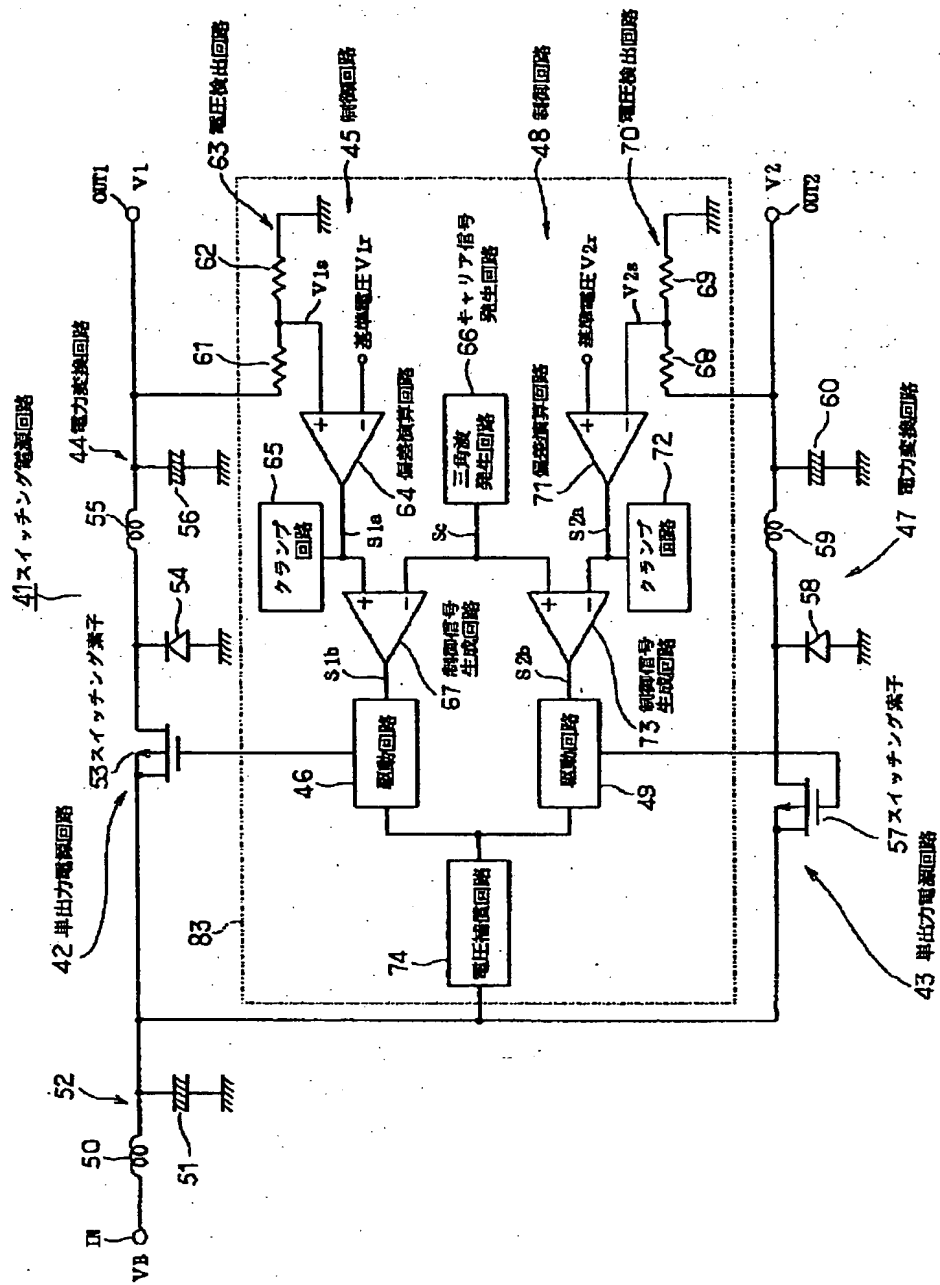 41 スイッチング電源回路
OUT1
V1
44 電力変換回路
55
56
53 スイッチング素子
54
42 単出力電源回路
52
50
51
IN
VB
63 電圧検出回路
45 制御回路
62
61
V1s
基準電圧V1r
65
クランプ
回路
S1a
64 偏差演算回路
66 キャリア信号
発生回路
三角波
発生回路
Sc
67 制御信号
生成回路
S1b
46
駆動回路
83
74
電圧補償回路
48 制御回路
70 電圧検出回路
基準電圧V2r
V2s
69
68
71 偏差演算回路
S2a
72
クランプ
回路
73 制御信号
生成回路
S2b
駆動回路
49
V2
OUT2
60
59
47 電力変換回路
58
57 スイッチング素子
43 単出力電源回路